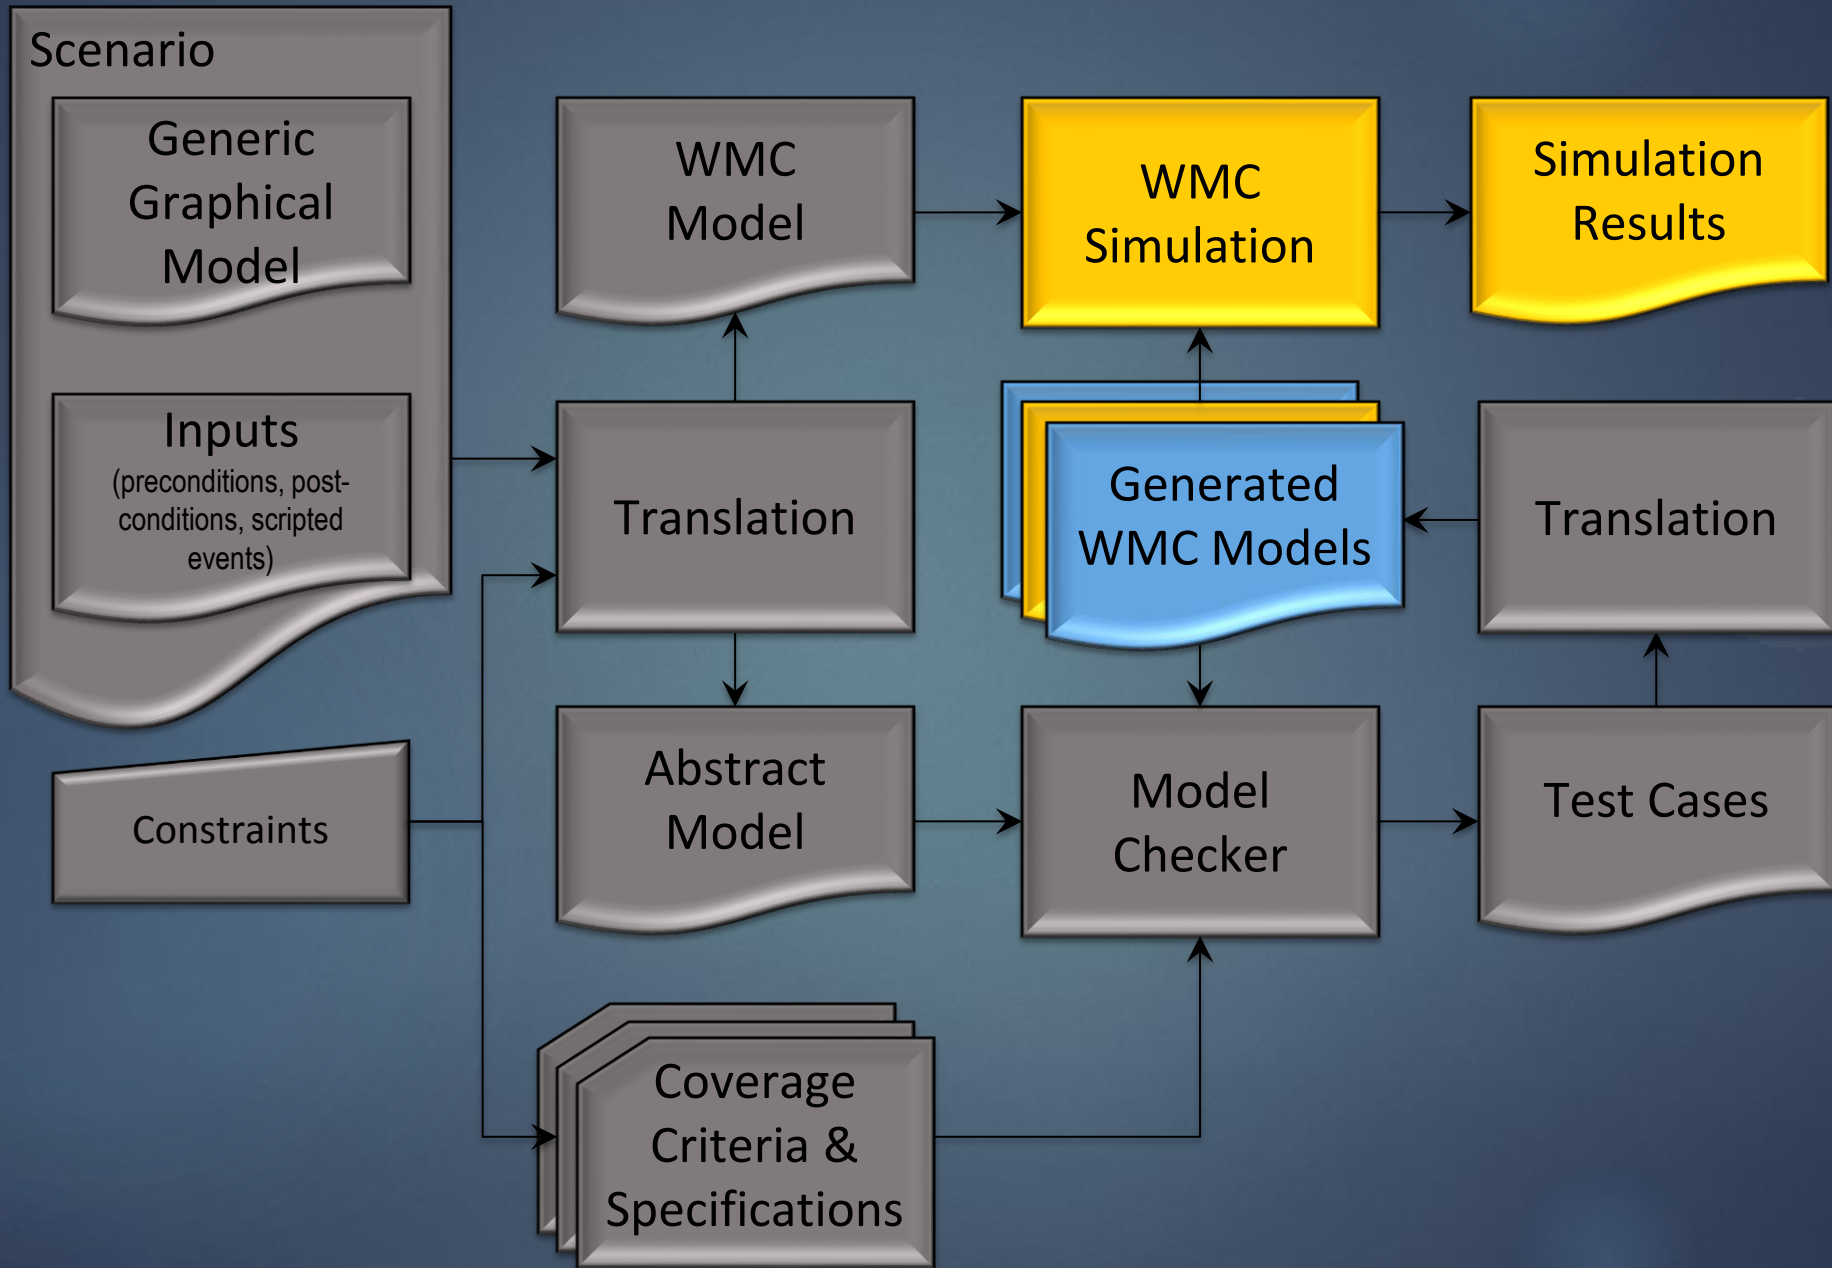 Scenario
Generic
Graphical
Model
Inputs
(preconditions, post-
conditions, scripted
events)
Constraints
WMC
Model
Translation
Abstract
Model
Coverage
Criteria &
Specifications
WMC
Simulation
Generated
WMC Models
Model
Checker
Simulation
Results
Translation
Test Cases